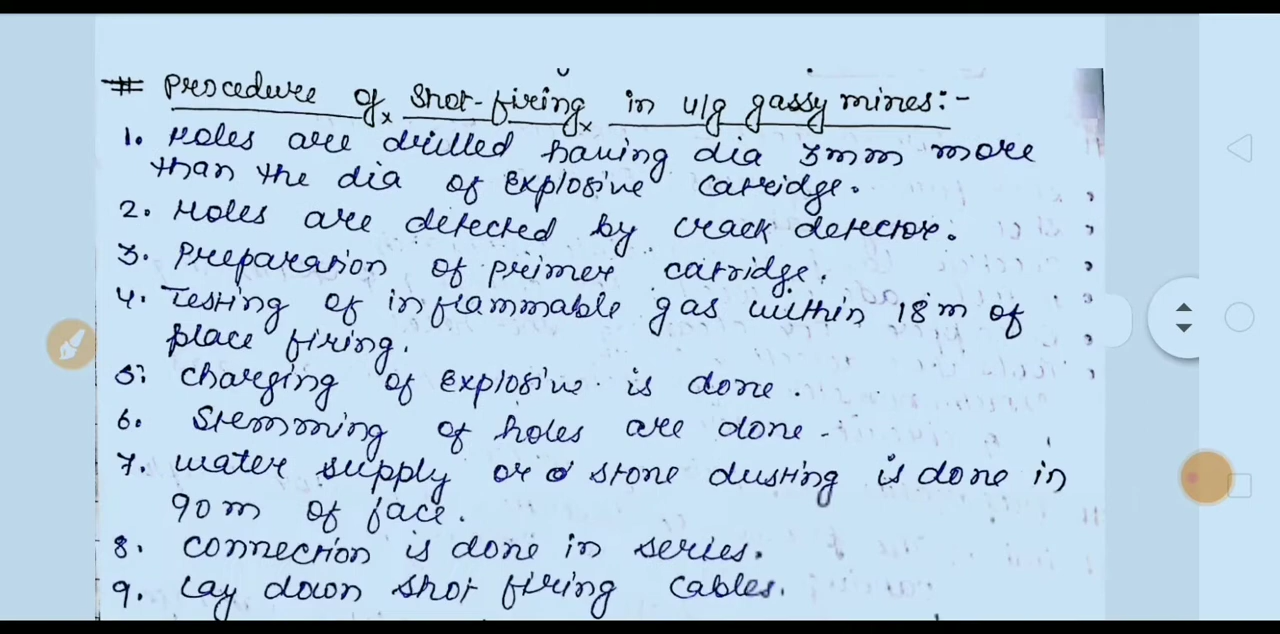 # Procedure of shot-firing in u/g gassy mines:-
1. Holes are drilled having dia 3mm more
than the dia of explosive catridge.
2. Holes are detected by crack detector.
3. Preparation of primer catridge.
4. Testing of inflammable gas within 18m of
place firing.
5. Charging of explosive is done.
6. Stemming of holes are done.
7. water supply or stone dusting is done in
90m of face.
8. connection is done in series.
9. Lay down shot firing cables.